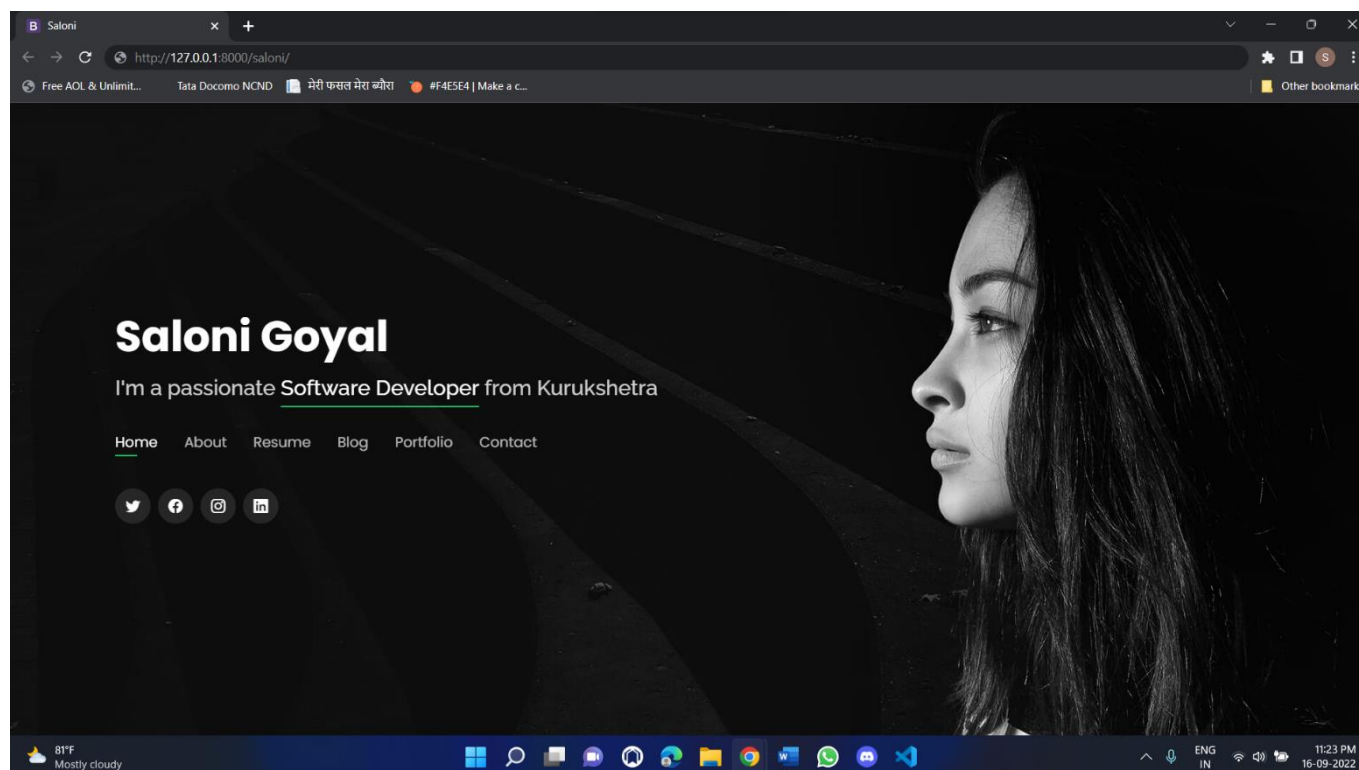 B Saloni
http://127.0.0.1:8000/saloni/
Free AOL & Unlimit... Tata Docomo NCND मेरी फसल मेरा ब्यौरा #F4E5E4 | Make a c... Other bookmark
Saloni Goyal
I'm a passionate Software Developer from Kurukshetra
Home About Resume Blog Portfolio Contact
81°F
Mostly cloudy
ENG
IN
11:23 PM
16-09-2022